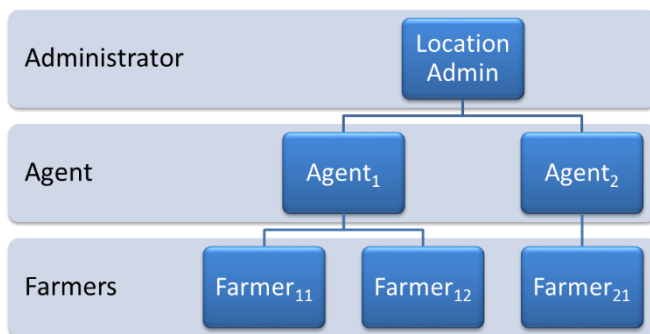 Administrator
Location
Admin
Agent
Agent₁
Agent₂
Farmers
Farmer₁₁
Farmer₁₂
Farmer₂₁